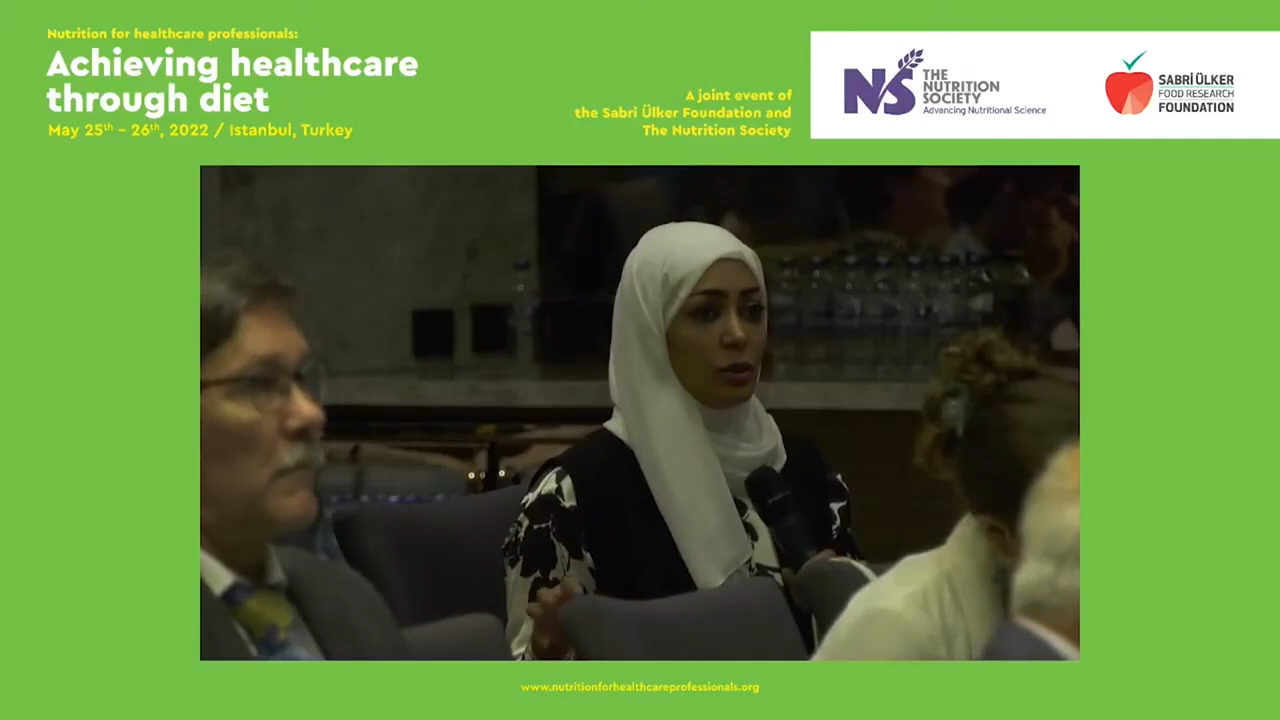 Nutrition for healthcare professionals:
Achieving healthcare
through diet
May 25th - 26th, 2022 / Istanbul, Turkey
A joint event of
the Sabri Ülker Foundation and
The Nutrition Society
NS
THE
NUTRITION
SOCIETY
Advancing Nutritional Science
SABRİ ÜLKER
FOOD RESEARCH
FOUNDATION
www.nutritionforhealthcareprofessionals.org